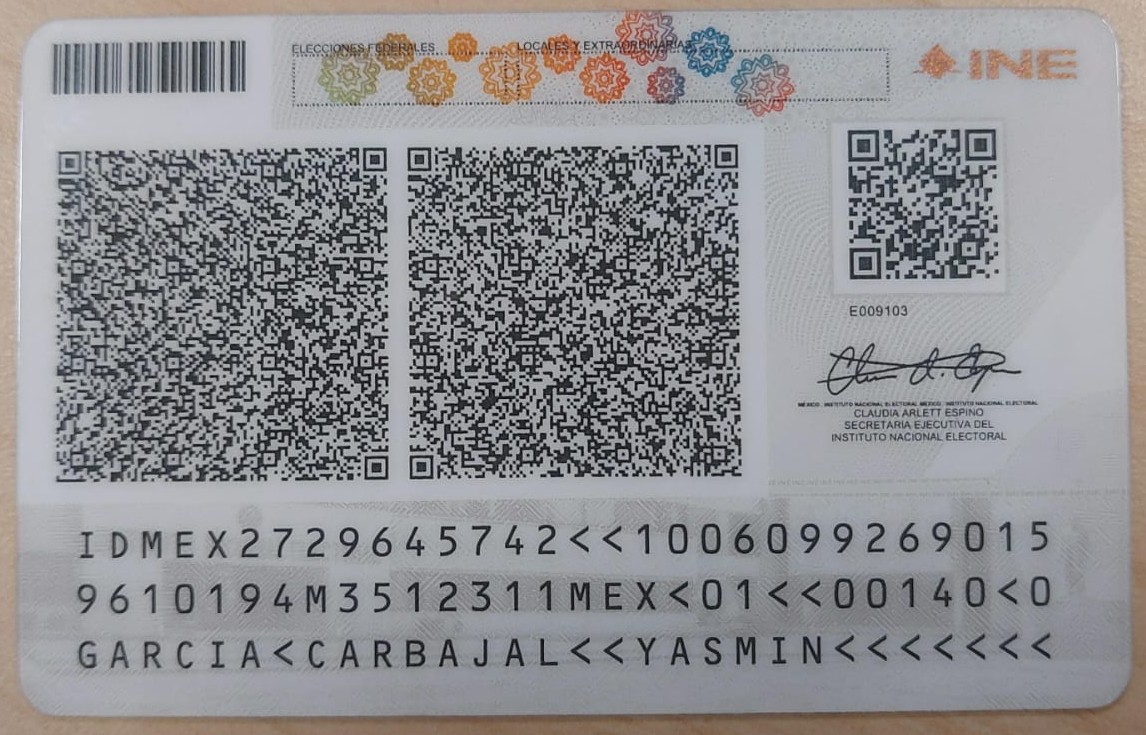 ELECCIONES FEDERALES LOCALES Y EXTRAORDINARIAS
INE
E009103
MÉXICO, INSTITUTO NACIONAL ELECTORAL MÉXICO, INSTITUTO NACIONAL ELECTORAL
CLAUDIA ARLETT ESPINO
SECRETARIA EJECUTIVA DEL
INSTITUTO NACIONAL ELECTORAL
IDMEX2729645742<<1006099269015
9610194M3512311MEX<01<<00140<0
GARCIA<CARBAJAL<<YASMIN<<<<<<<